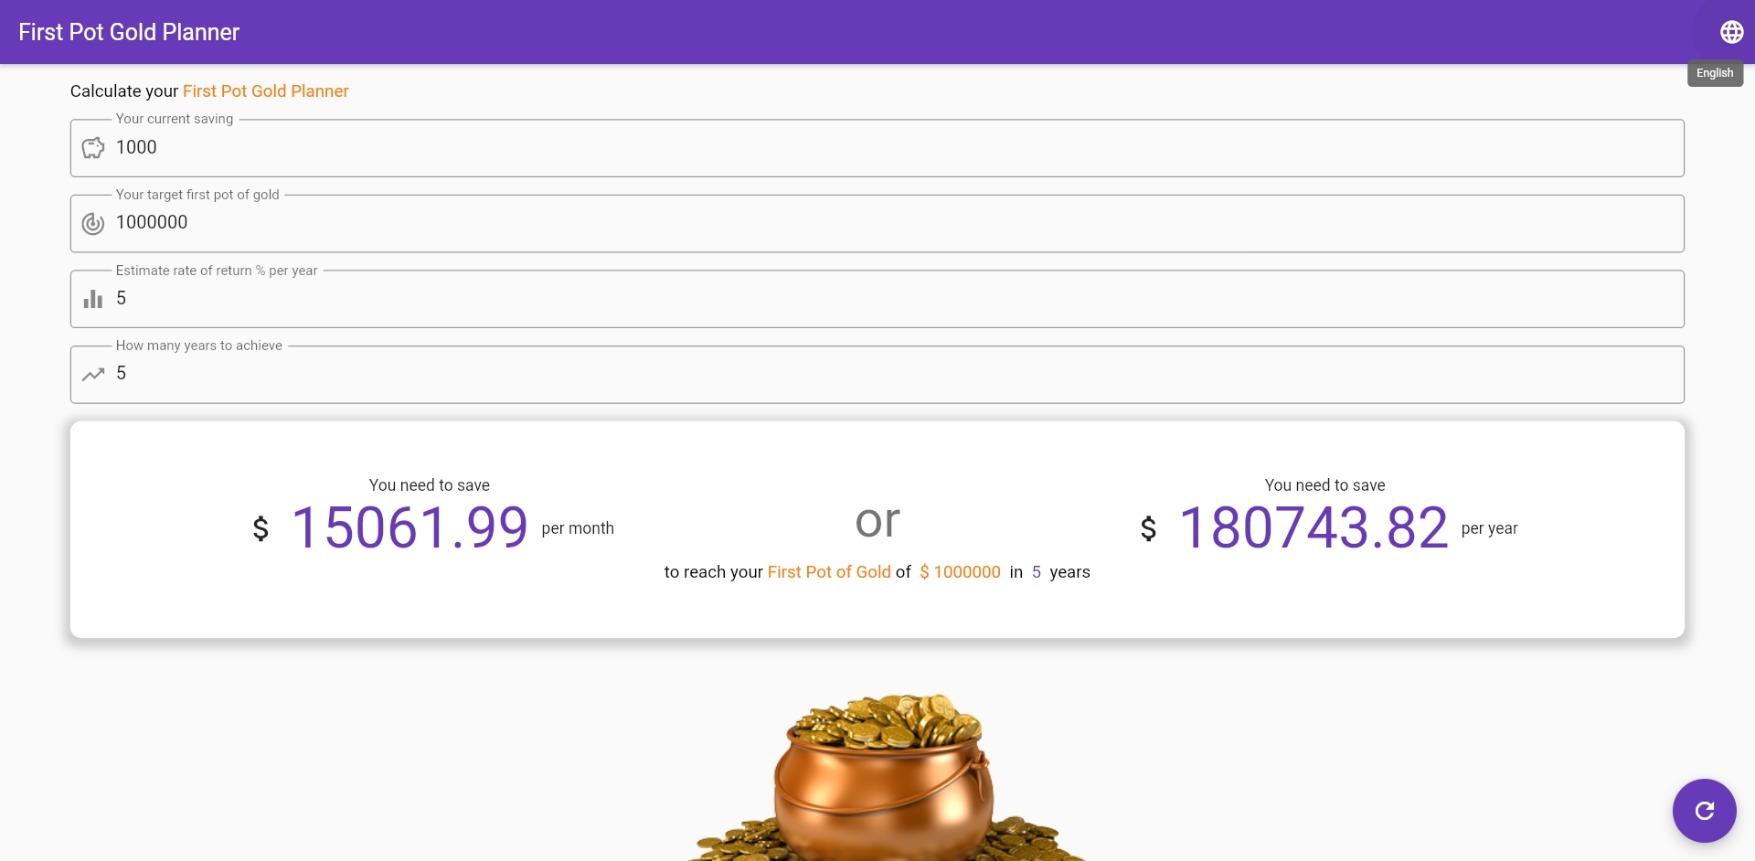 First Pot Gold Planner
English
Calculate your First Pot Gold Planner
Your current saving
1000
Your target first pot of gold
1000000
Estimate rate of return % per year
5
How many years to achieve
5
You need to save
$ 15061.99 per month
or
You need to save
$ 180743.82 per year
to reach your First Pot of Gold of $ 1000000 in 5 years